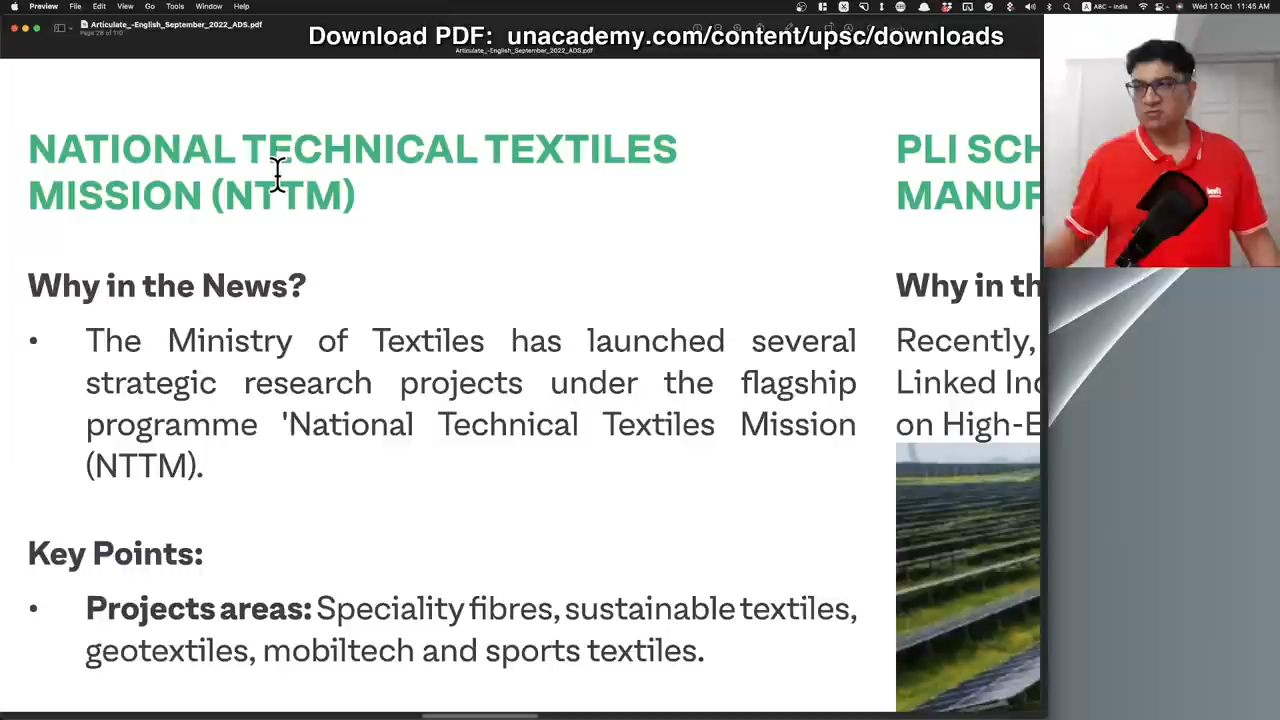 Preview File Edit View Go Tools Window Help
ABC - India
Wed 12 Oct 11:45 AM
Articulate_-English_September_2022_ADS.pdf
Page 28 of 110
Download PDF: unacademy.com/content/upsc/downloads
Articulate_-English_September_2022_ADS.pdf
NATIONAL TECHNICAL TEXTILES
MISSION (NTTM)
Why in the News?
• The Ministry of Textiles has launched several
strategic research projects under the flagship
programme 'National Technical Textiles Mission
(NTTM).
Key Points:
• Projects areas: Speciality fibres, sustainable textiles,
geotextiles, mobiltech and sports textiles.
PLI SCH
MANUF
Why in th
Recently,
Linked Inc
on High-E